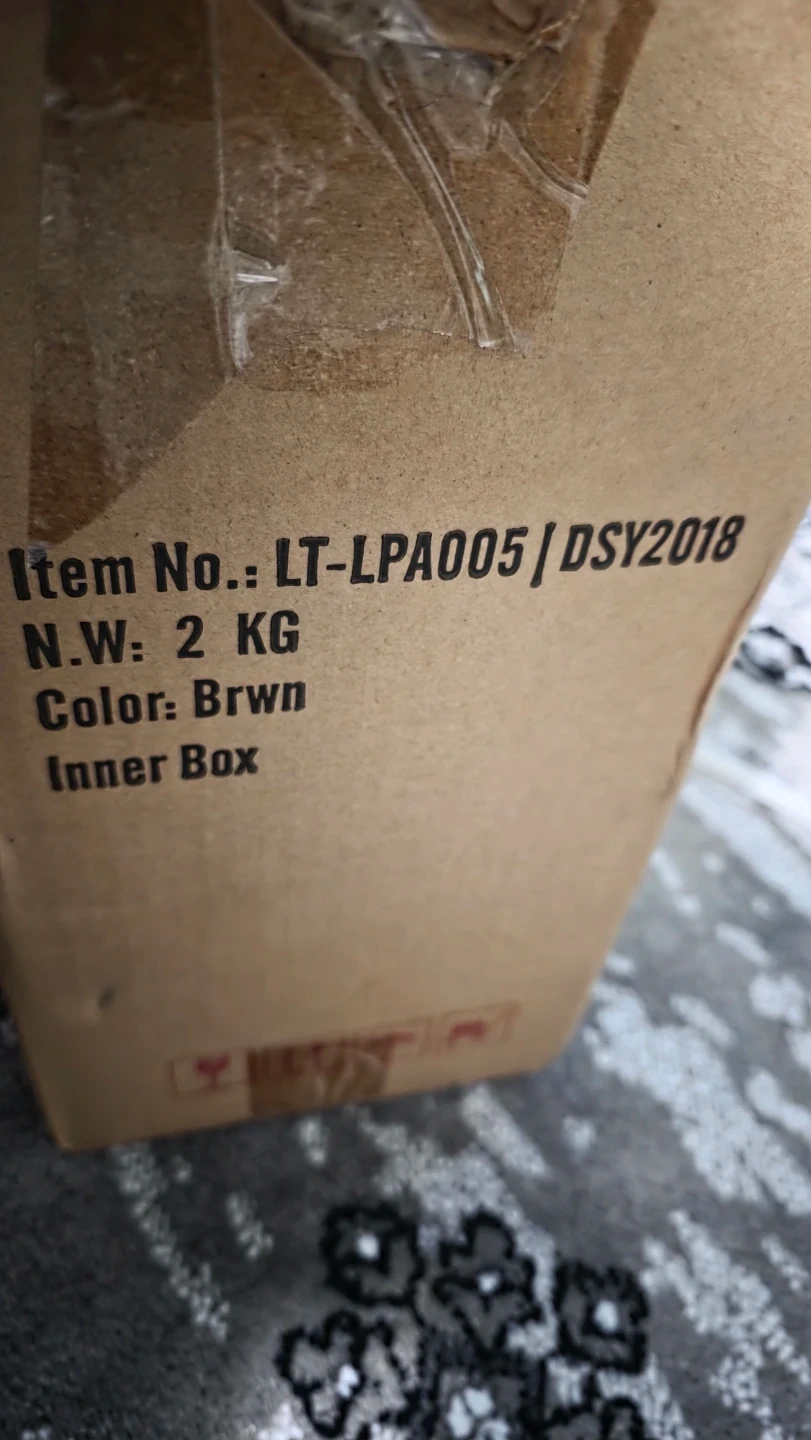 Item No.: LT-LPA005/DSY2018
N.W: 2 KG
Color: Brwn
Inner Box